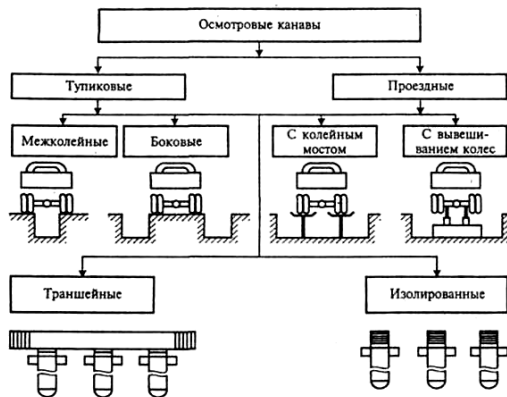 Осмотровые канавы
Тупиковые
Проездные
Межколейные
Боковые
С колейным
мостом
С вывеши-
ванием колес
Траншейные
Изолированные